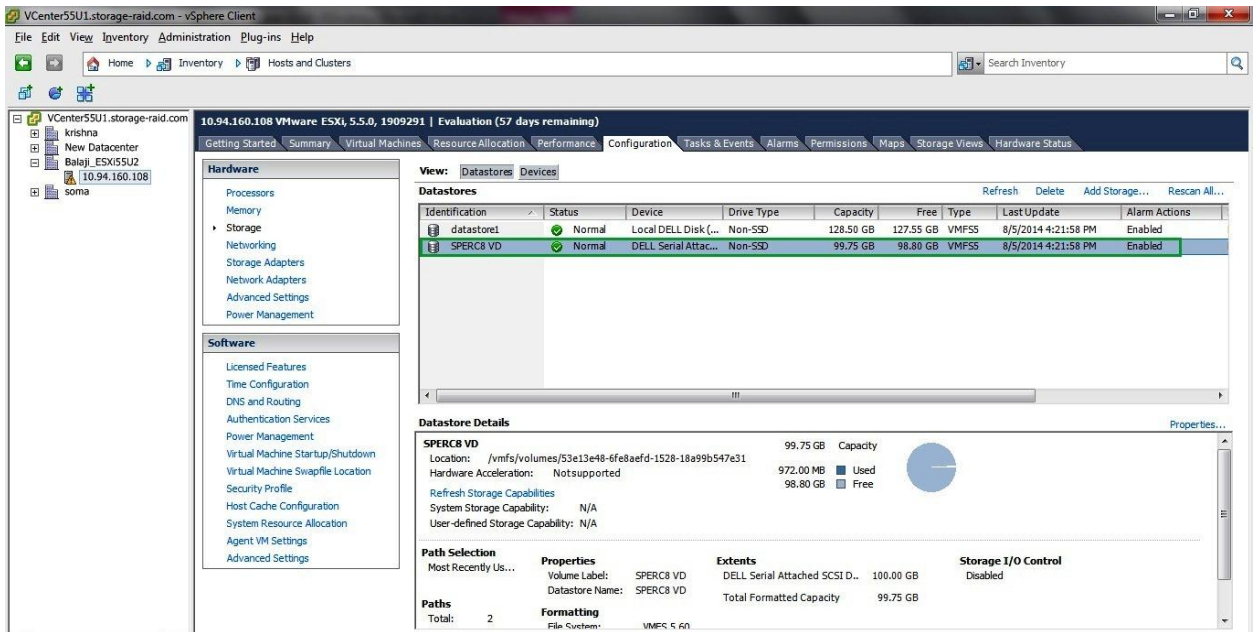 VCenter55U1.storage-raid.com - vSphere Client
File Edit View Inventory Administration Plug-ins Help
Home Inventory Hosts and Clusters
Search Inventory
VCenter55U1.storage-raid.com
krishna
New Datacenter
Balaji_ESXi55U2
10.94.160.108
soma
10.94.160.108 VMware ESXi, 5.5.0, 1909291 | Evaluation (57 days remaining)
Getting Started Summary Virtual Machines Resource Allocation Performance Configuration Tasks & Events Alarms Permissions Maps Storage Views Hardware Status
Hardware
Processors
Memory
Storage
Networking
Storage Adapters
Network Adapters
Advanced Settings
Power Management
Software
Licensed Features
Time Configuration
DNS and Routing
Authentication Services
Power Management
Virtual Machine Startup/Shutdown
Virtual Machine Swapfile Location
Security Profile
Host Cache Configuration
System Resource Allocation
Agent VM Settings
Advanced Settings
View: Datastores Devices
Datastores
Refresh Delete Add Storage... Rescan All...
Identification Status Device Drive Type Capacity Free Type Last Update Alarm Actions
datastore1 Normal Local DELL Disk (... Non-SSD 128.50 GB 127.55 GB VMFS5 8/5/2014 4:21:58 PM Enabled
SPERC8 VD Normal DELL Serial Attac... Non-SSD 99.75 GB 98.80 GB VMFS5 8/5/2014 4:21:58 PM Enabled
Datastore Details
Properties...
SPERC8 VD 99.75 GB Capacity
Location: /vmfs/volumes/53e13e48-6fe8aefd-1528-18a99b547e31
Hardware Acceleration: Not supported
972.00 MB Used
98.80 GB Free
Refresh Storage Capabilities
System Storage Capability: N/A
User-defined Storage Capability: N/A
Path Selection
Most Recently Us...
Paths
Total: 2
Properties
Volume Label: SPERC8 VD
Datastore Name: SPERC8 VD
Formatting
File System: VMFS 5.60
Extents
DELL Serial Attached SCSI D.. 100.00 GB
Total Formatted Capacity 99.75 GB
Storage I/O Control
Disabled